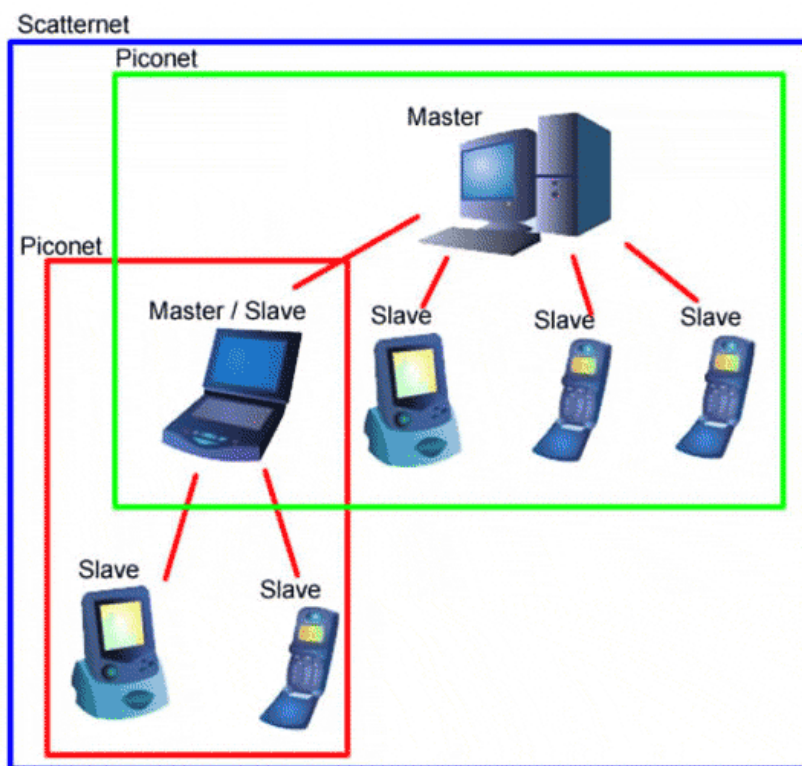 Scatternet
Piconet
Master
Piconet
Master / Slave
Slave
Slave
Slave
Slave
Slave